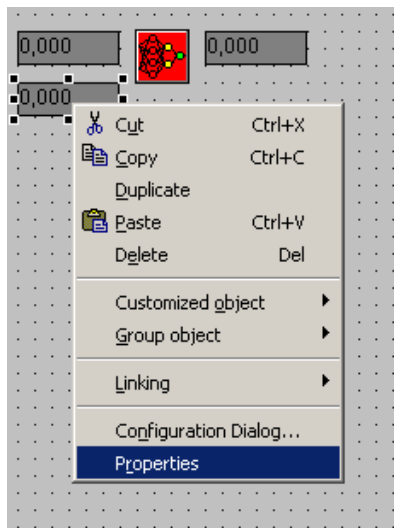 0,000 0,000
0,000
Cut Ctrl+X
Copy Ctrl+C
Duplicate
Paste Ctrl+V
Delete Del
Customized object
Group object
Linking
Configuration Dialog...
Properties